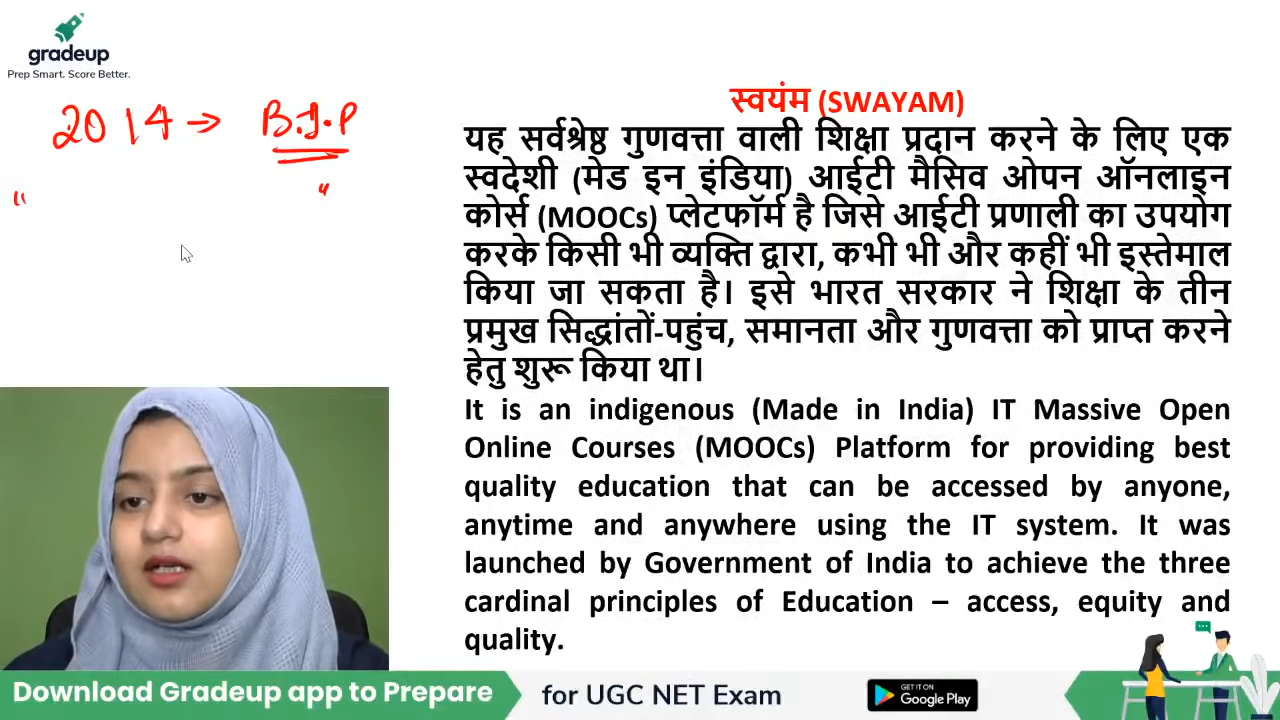 gradeup
Prep Smart. Score Better.
2014 → B.J.P
"        "
स्वयंम (SWAYAM)
यह सर्वश्रेष्ठ गुणवत्ता वाली शिक्षा प्रदान करने के लिए एक
स्वदेशी (मेड इन इंडिया) आईटी मैसिव ओपन ऑनलाइन
कोर्स (MOOCs) प्लेटफॉर्म है जिसे आईटी प्रणाली का उपयोग
करके किसी भी व्यक्ति द्वारा, कभी भी और कहीं भी इस्तेमाल
किया जा सकता है। इसे भारत सरकार ने शिक्षा के तीन
प्रमुख सिद्धांतों-पहुंच, समानता और गुणवत्ता को प्राप्त करने
हेतु शुरू किया था।
It is an indigenous (Made in India) IT Massive Open
Online Courses (MOOCs) Platform for providing best
quality education that can be accessed by anyone,
anytime and anywhere using the IT system. It was
launched by Government of India to achieve the three
cardinal principles of Education – access, equity and
quality.
Download Gradeup app to Prepare for UGC NET Exam
GET IT ON
Google Play